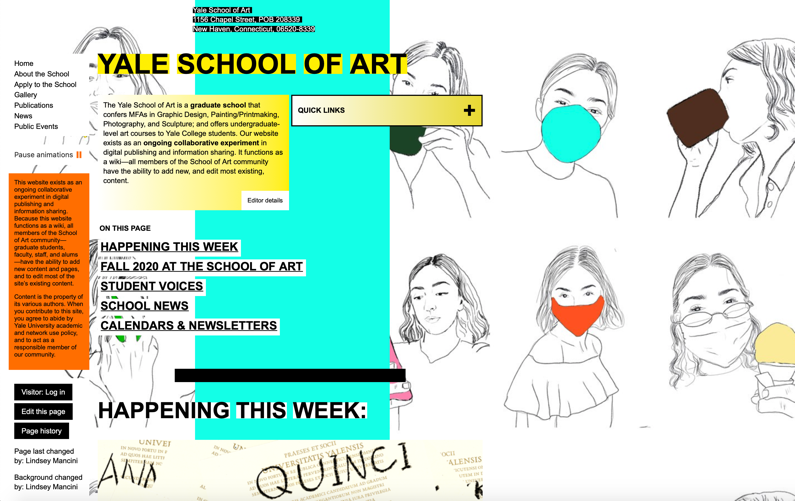 Yale School of Art
1156 Chapel Street, POB 208339
New Haven, Connecticut, 06520-8339
YALE SCHOOL OF ART
Home
About the School
Apply to the School
Gallery
Publications
News
Public Events
Pause animations
This website exists as an
ongoing collaborative
experiment in digital
publishing and
information sharing.
Because this website
functions as a wiki, all
members of the School
of Art community—
graduate students,
faculty, staff, and alums
—have the ability to add
new content and pages,
and to edit most of the
site's existing content.
Content is the property of
its various authors. When
you contribute to this site,
you agree to abide by
Yale University academic
and network use policy,
and to act as a
responsible member of
our community.
Visitor: Log in
Edit this page
Page history
Page last changed
by: Lindsey Mancini
Background changed
by: Lindsey Mancini
The Yale School of Art is a graduate school that
confers MFAs in Graphic Design, Painting/Printmaking,
Photography, and Sculpture; and offers undergraduate-
level art courses to Yale College students. Our website
exists as an ongoing collaborative experiment in
digital publishing and information sharing. It functions as
a wiki—all members of the School of Art community
have the ability to add new, and edit most existing,
content.
Editor details
QUICK LINKS
ON THIS PAGE
HAPPENING THIS WEEK
FALL 2020 AT THE SCHOOL OF ART
STUDENT VOICES
SCHOOL NEWS
CALENDARS & NEWSLETTERS
HAPPENING THIS WEEK:
UNIVEI
PRAESES ET SOCII
OCII
ALENSIS
QUINCI